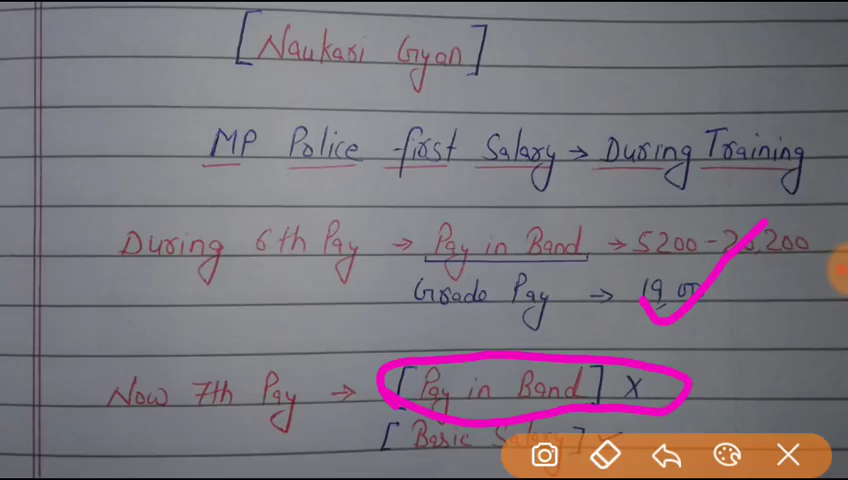 [Naukari Gyan]
MP Police first Salary → During Training
During 6th Pay → Pay in Band → 5200 - 20,200
Grade Pay → 1900
Now 7th Pay → [Pay in Band] X
[Basic Salary] ✓